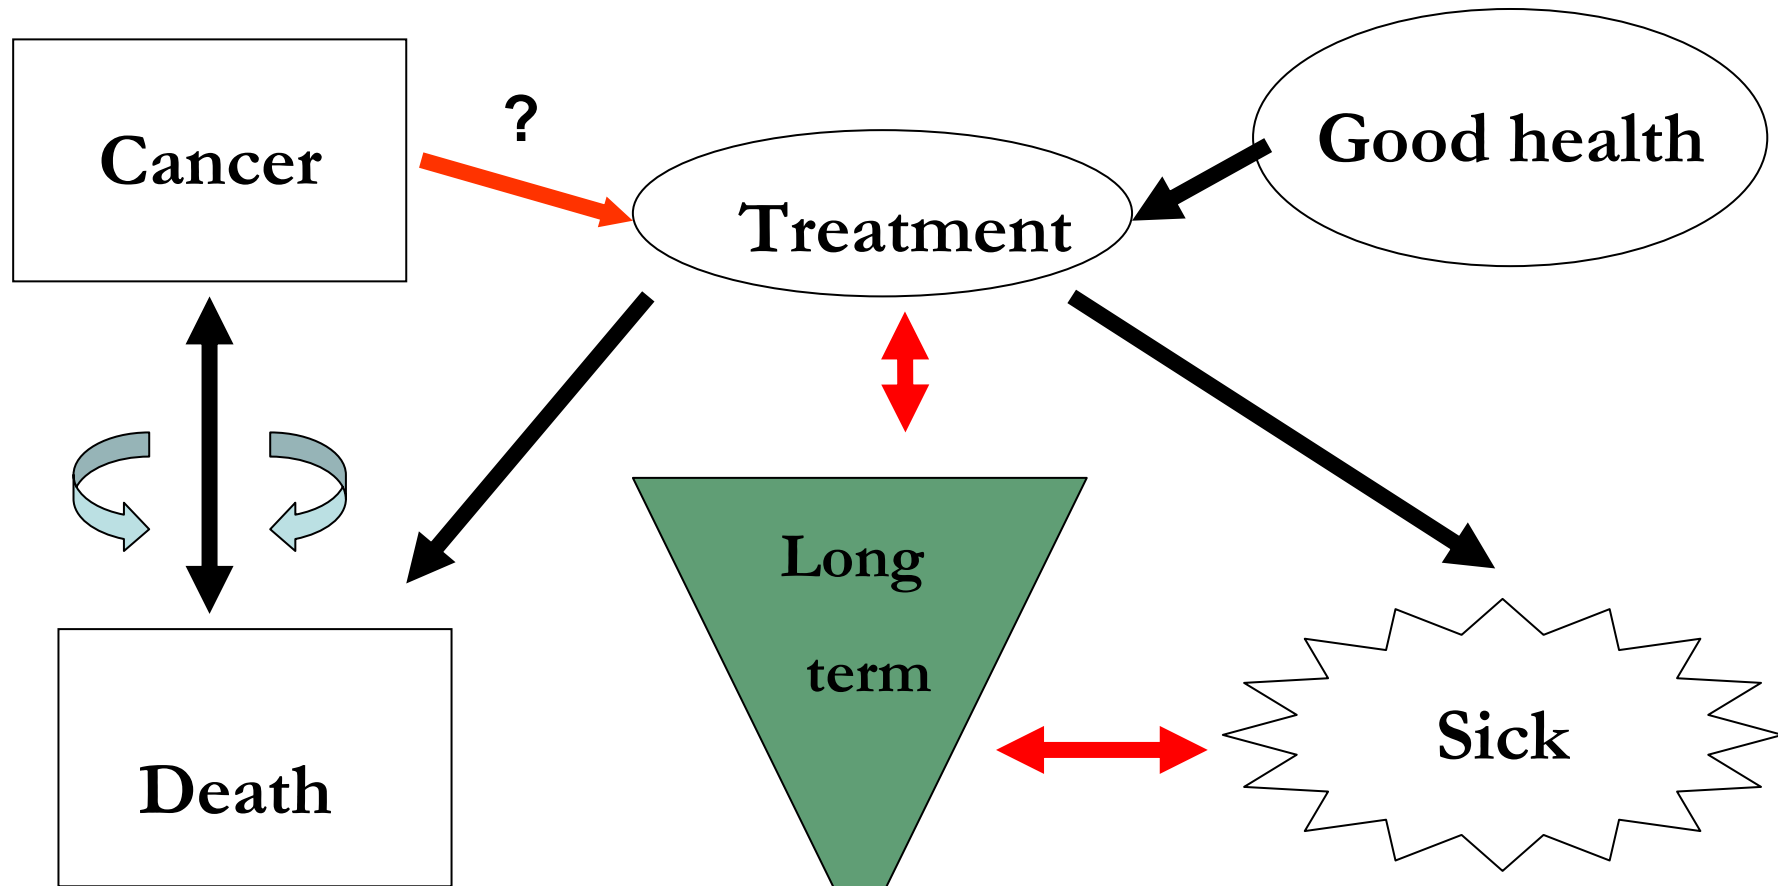 ?
Cancer
Good health
Treatment
Long
term
Sick
Death